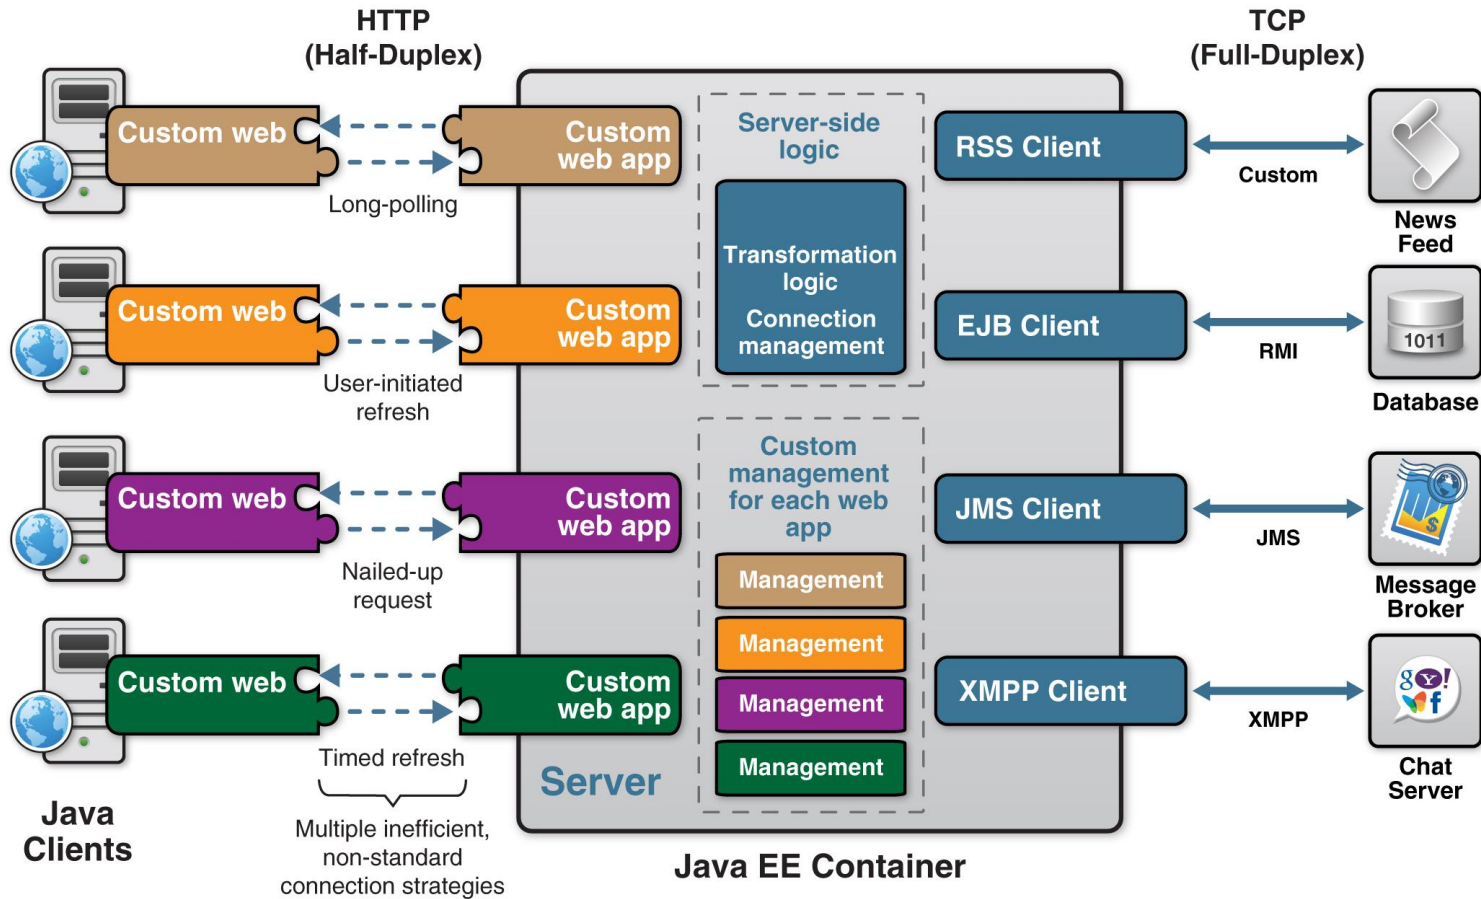 HTTP
(Half-Duplex)
TCP
(Full-Duplex)
Custom web
Long-polling
Custom
web app
Server-side
logic
Transformation
logic
Connection
management
RSS Client
Custom
News
Feed
Custom web
User-initiated
refresh
Custom
web app
EJB Client
RMI
1011
Database
Custom web
Nailed-up
request
Custom
web app
Custom
management
for each web
app
Management
Management
Management
Management
JMS Client
JMS
$
Message
Broker
Custom web
Timed refresh
Custom
web app
XMPP Client
XMPP
g Y!
f
Chat
Server
Server
Java
Clients
Multiple inefficient,
non-standard
connection strategies
Java EE Container